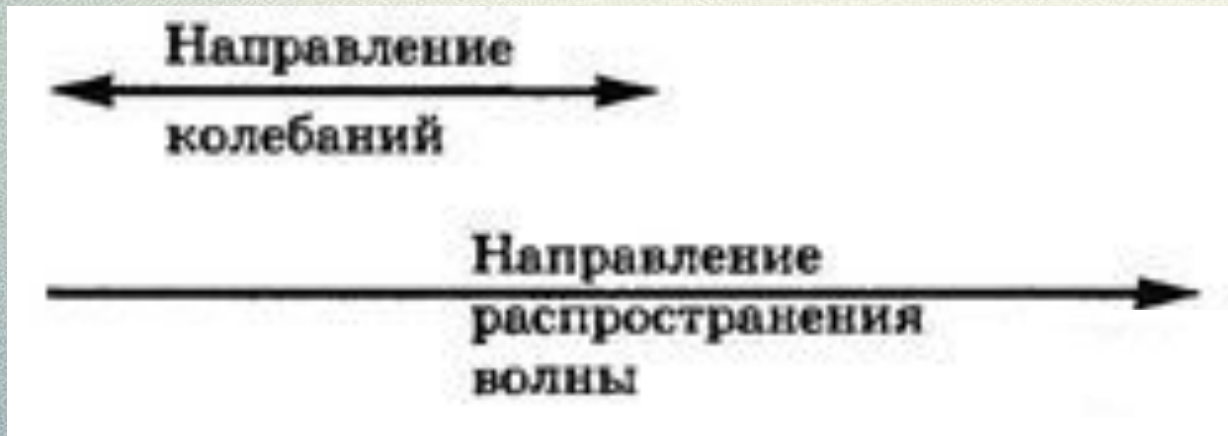 Направление
колебаний
Направление
распространения
волны